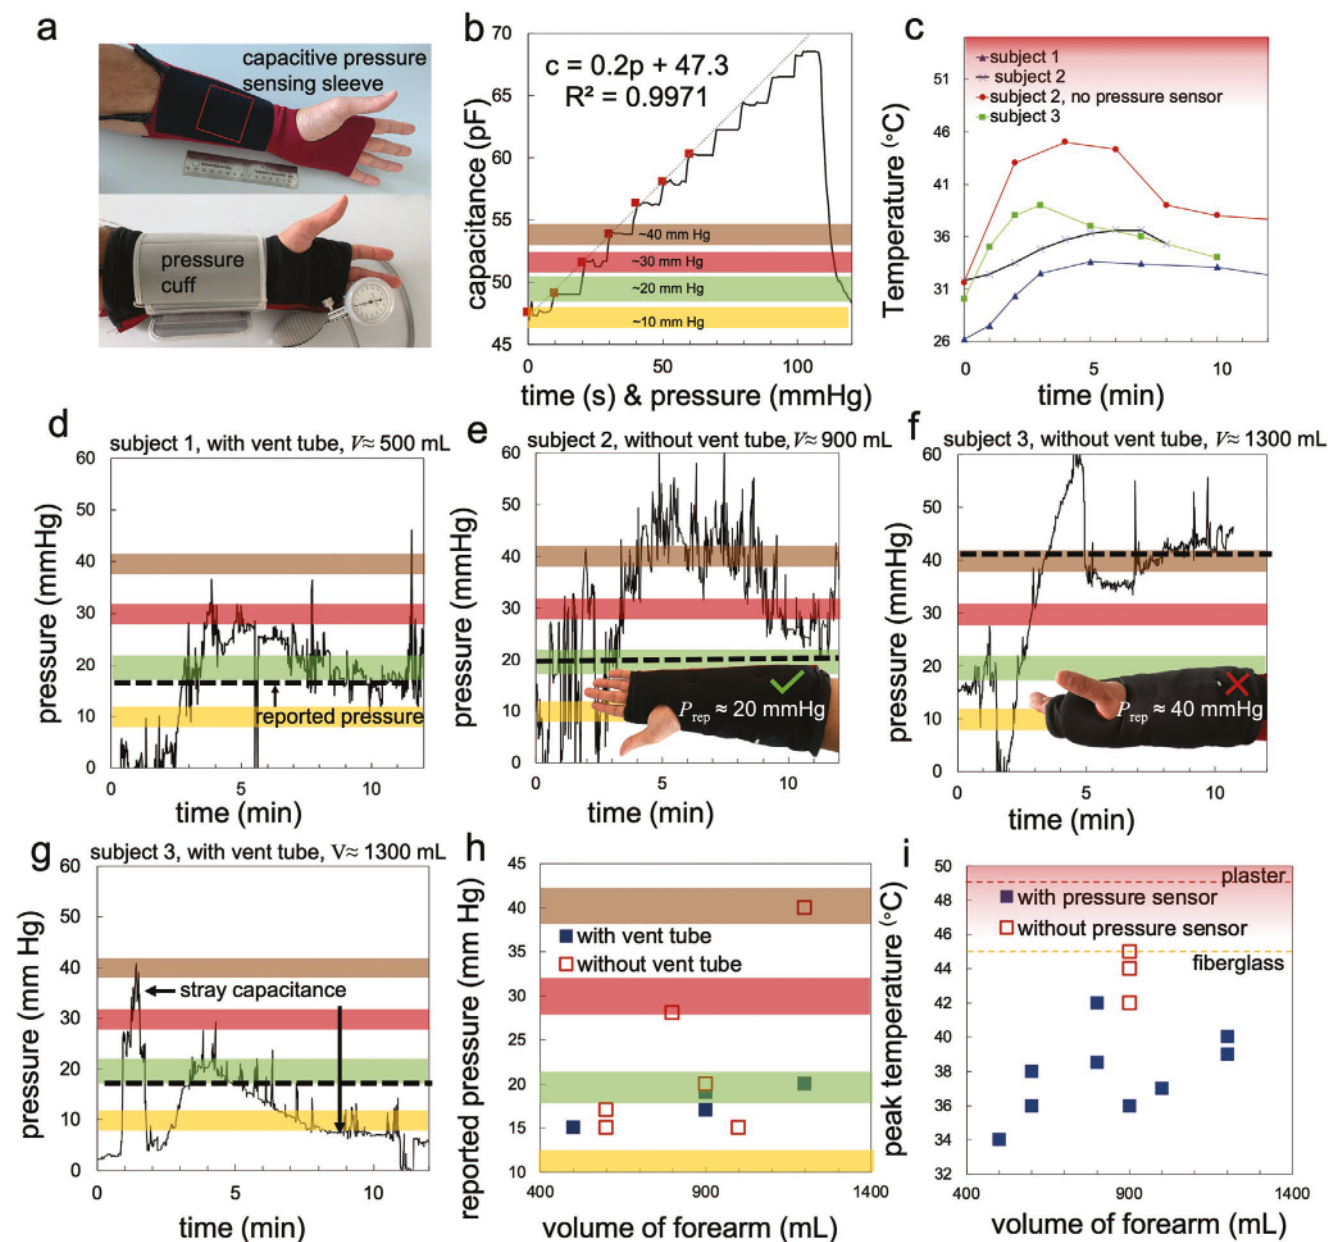 a
capacitive pressure
sensing sleeve
pressure
cuff
b
c = 0.2p + 47.3
R² = 0.9971
~40 mm Hg
~30 mm Hg
~20 mm Hg
~10 mm Hg
70
65
60
55
50
45
0
50
100
capacitance (pF)
time (s) & pressure (mmHg)
c
subject 1
subject 2
subject 2, no pressure sensor
subject 3
51
46
41
36
31
26
0
5
10
Temperature (°C)
time (min)
d
subject 1, with vent tube, V≈ 500 mL
60
50
40
30
20
10
0
0
5
10
reported pressure
pressure (mmHg)
time (min)
e
subject 2, without vent tube, V≈ 900 mL
60
50
40
30
20
10
0
0
5
10
P_rep ≈ 20 mmHg
pressure (mmHg)
time (min)
f
subject 3, without vent tube, V≈ 1300 mL
60
50
40
30
20
10
0
0
5
10
P_rep ≈ 40 mmHg
pressure (mmHg)
time (min)
g
subject 3, with vent tube, V≈ 1300 mL
60
50
40
30
20
10
0
0
5
10
stray capacitance
pressure (mm Hg)
time (min)
h
45
40
35
30
25
20
15
10
400
900
1400
with vent tube
without vent tube
reported pressure (mm Hg)
volume of forearm (mL)
i
50
48
46
44
42
40
38
36
34
32
400
900
1400
plaster
with pressure sensor
without pressure sensor
fiberglass
peak temperature (°C)
volume of forearm (mL)